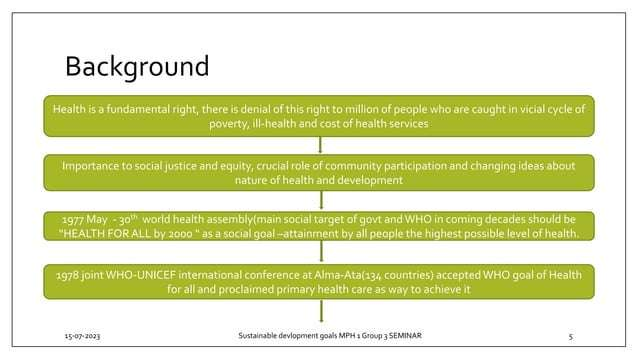 Background
Health is a fundamental right, there is denial of this right to million of people who are caught in vicial cycle of
poverty, ill-health and cost of health services
Importance to social justice and equity, crucial role of community participation and changing ideas about
nature of health and development
1977 May  - 30th  world health assembly(main social target of govt and WHO in coming decades should be
"HEALTH FOR ALL by 2000 " as a social goal –attainment by all people the highest possible level of health.
1978 joint WHO-UNICEF international conference at Alma-Ata(134 countries) accepted WHO goal of Health
for all and proclaimed primary health care as way to achieve it
15-07-2023 Sustainable devlopment goals MPH 1 Group 3 SEMINAR 5